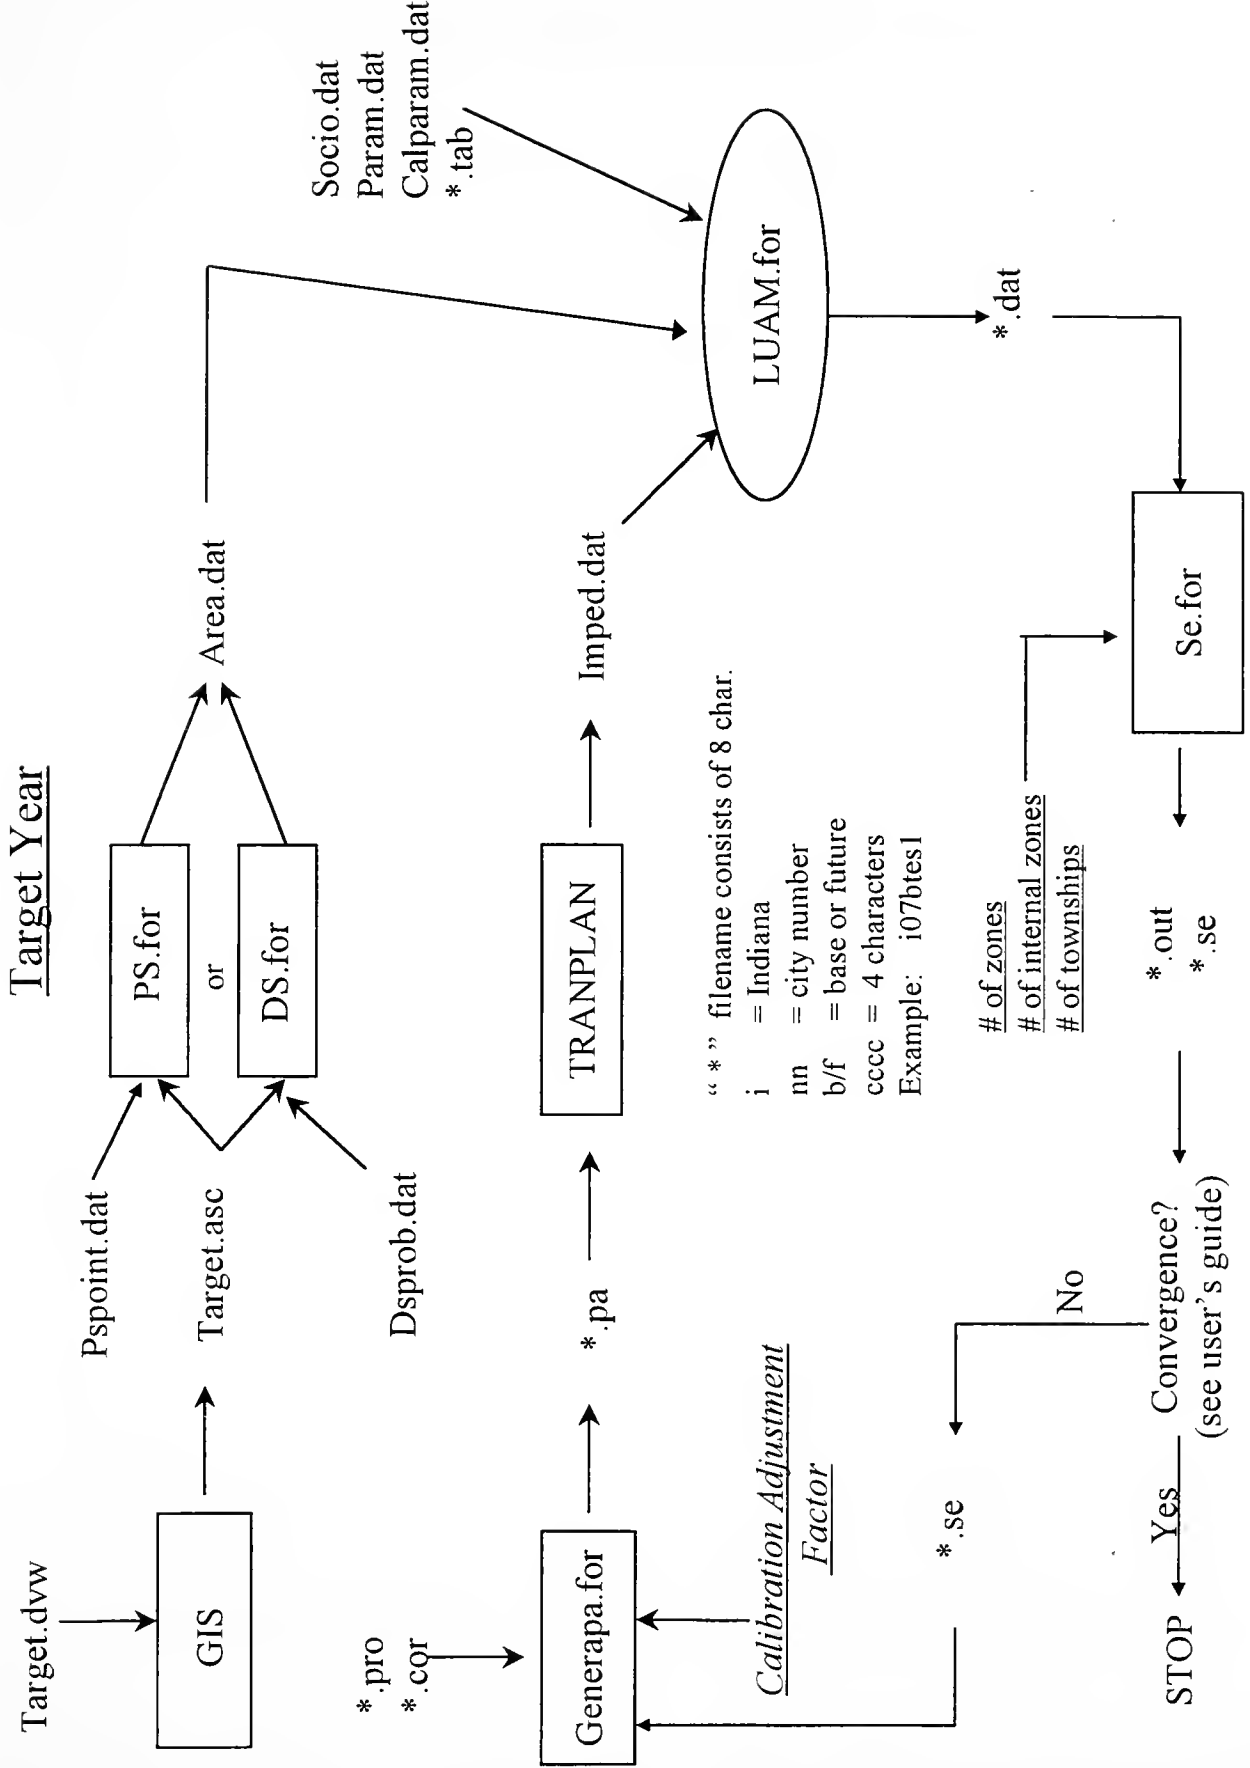 Target Year
Target.dvw
GIS
Pspoint.dat
Target.asc
Dsprob.dat
PS.for
or
DS.for
Area.dat
Socio.dat
Param.dat
Calparam.dat
*.tab
*.pro
*.cor
Generapa.for
*.pa
TRANPLAN
Imped.dat
LUAM.for
Calibration Adjustment
Factor
“ * ” filename consists of 8 char.
i = Indiana
nn = city number
b/f = base or future
cccc = 4 characters
Example: i07btes1
*.dat
# of zones
# of internal zones
# of townships
Se.for
*.out
*.se
Convergence?
(see user's guide)
No
*.se
Yes
STOP